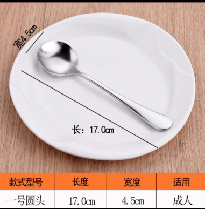 宽4.5cm
长：17.0cm
款式型号 长度 宽度 适用
一号圆头 17.0cm 4.5cm 成人